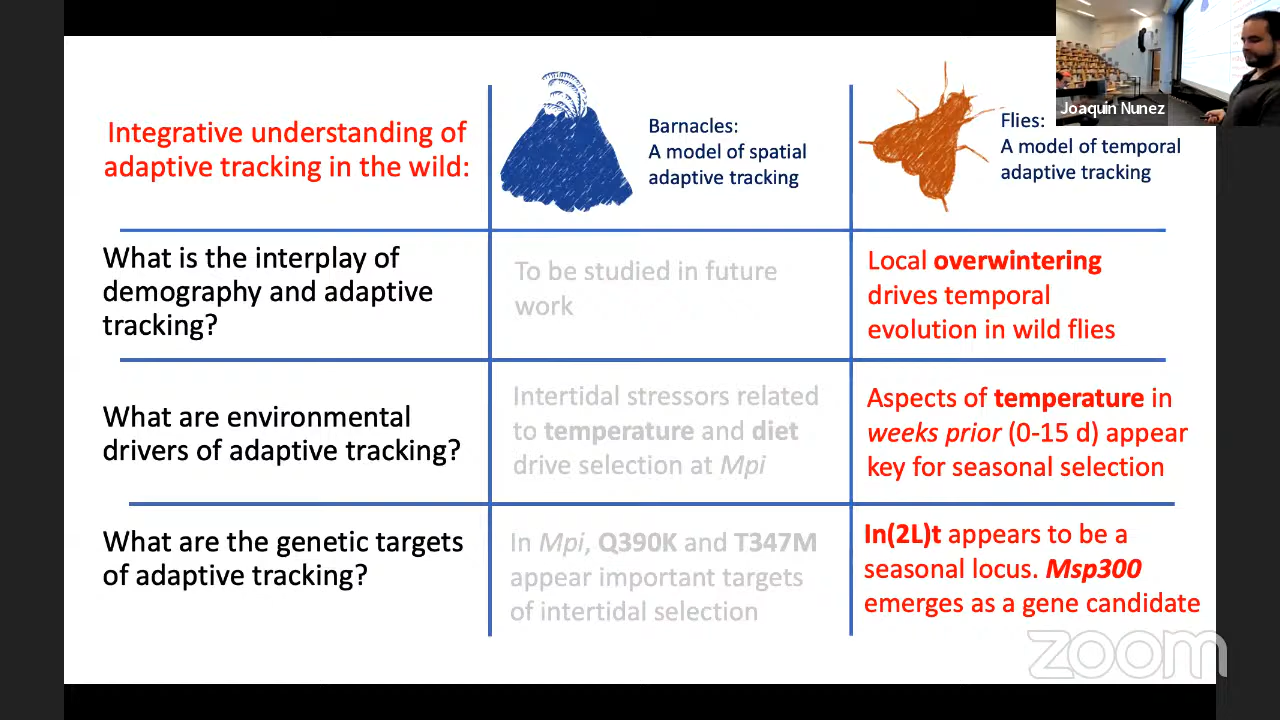 Joaquin Nunez
Integrative understanding of
adaptive tracking in the wild:
Barnacles:
A model of spatial
adaptive tracking
Flies:
A model of temporal
adaptive tracking
What is the interplay of
demography and adaptive
tracking?
To be studied in future
work
Local overwintering
drives temporal
evolution in wild flies
What are environmental
drivers of adaptive tracking?
Intertidal stressors related
to temperature and diet
drive selection at Mpi
Aspects of temperature in
weeks prior (0-15 d) appear
key for seasonal selection
What are the genetic targets
of adaptive tracking?
In Mpi, Q390K and T347M
appear important targets
of intertidal selection
In(2L)t appears to be a
seasonal locus. Msp300
emerges as a gene candidate
zoom